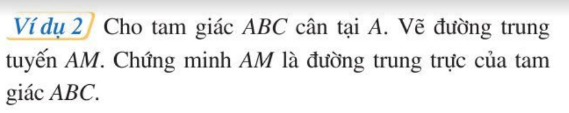 Ví dụ 2 Cho tam giác ABC cân tại A. Vẽ đường trung
tuyến AM. Chứng minh AM là đường trung trực của tam
giác ABC.